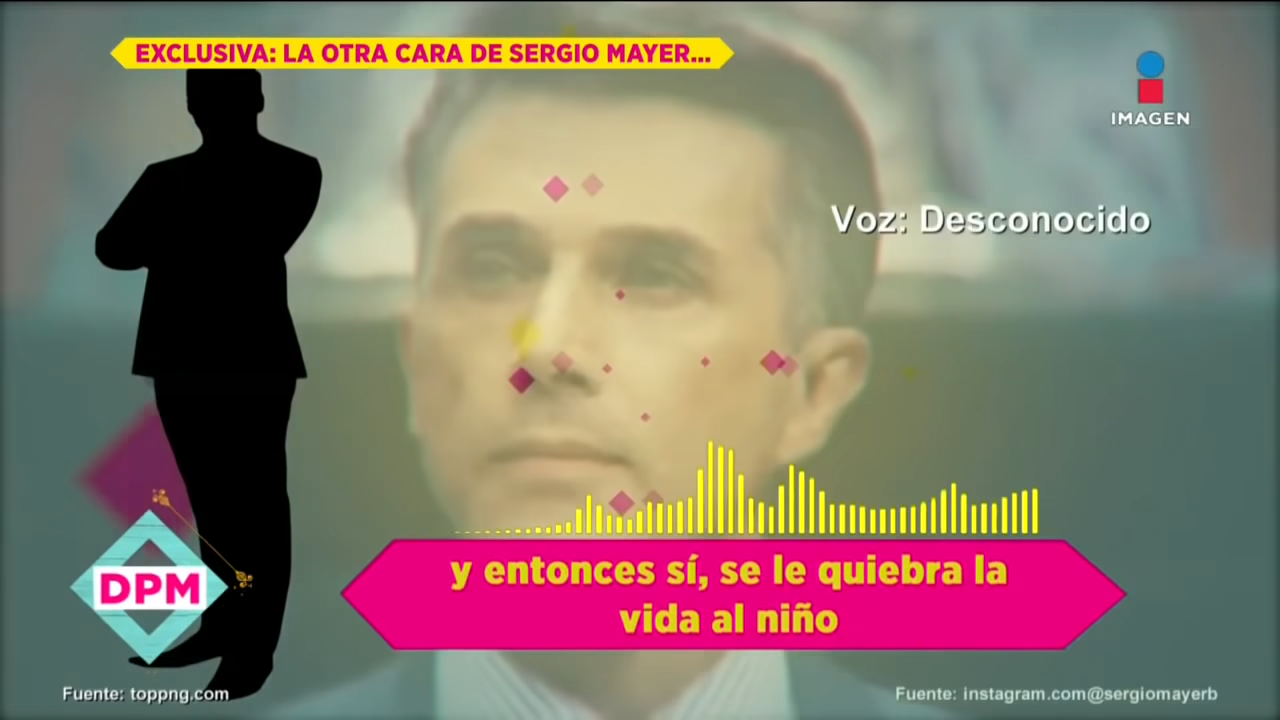 EXCLUSIVA: LA OTRA CARA DE SERGIO MAYER...
IMAGEN
Voz: Desconocido
y entonces sí, se le quiebra la
vida al niño
DPM
Fuente: toppng.com
Fuente: instagram.com@sergiomayerb